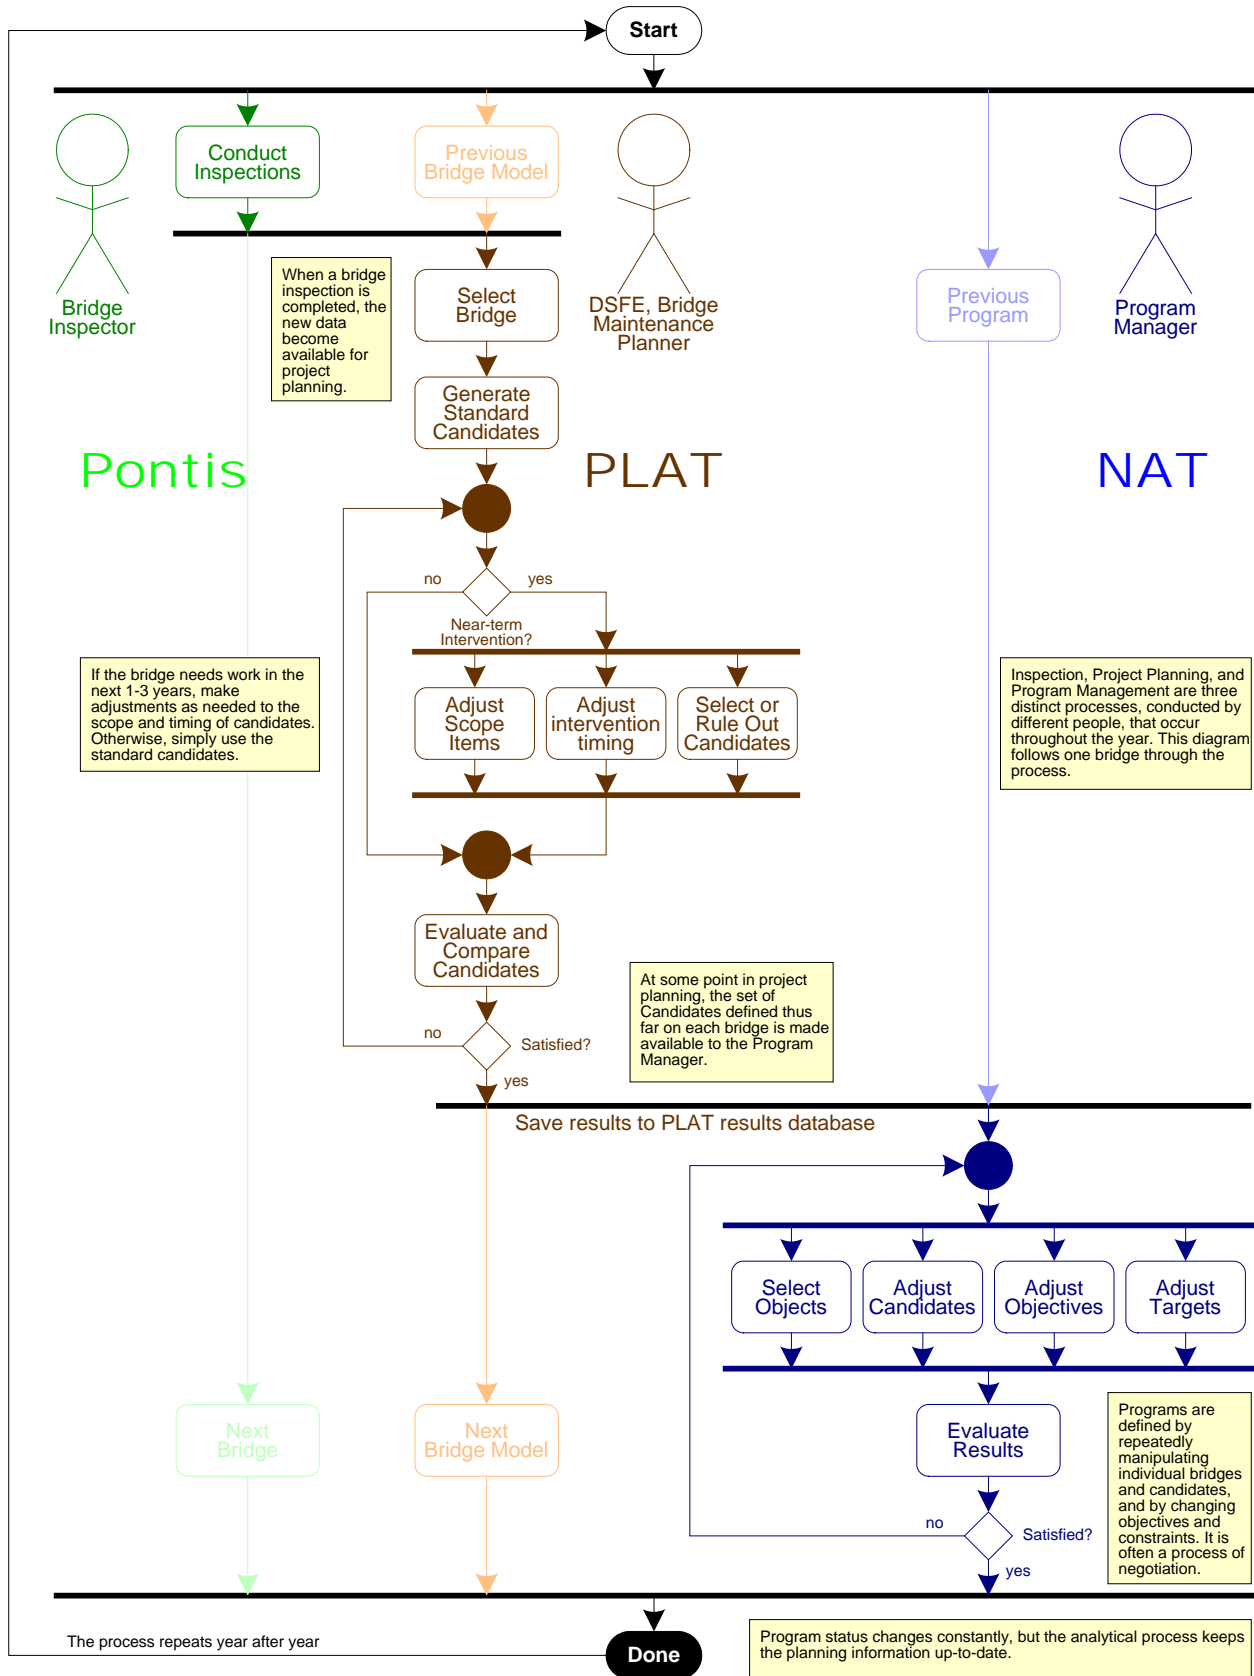 Start
Conduct
Inspections
Previous
Bridge Model
Bridge
Inspector
When a bridge
inspection is
completed, the
new data
become
available for
project
planning.
Select
Bridge
DSFE, Bridge
Maintenance
Planner
Previous
Program
Program
Manager
Generate
Standard
Candidates
Pontis
PLAT
NAT
no
yes
Near-term
Intervention?
If the bridge needs work in the
next 1-3 years, make
adjustments as needed to the
scope and timing of candidates.
Otherwise, simply use the
standard candidates.
Adjust
Scope
Items
Adjust
intervention
timing
Select or
Rule Out
Candidates
Inspection, Project Planning, and
Program Management are three
distinct processes, conducted by
different people, that occur
throughout the year. This diagram
follows one bridge through the
process.
Evaluate and
Compare
Candidates
At some point in project
planning, the set of
Candidates defined thus
far on each bridge is made
available to the Program
Manager.
no
Satisfied?
yes
Save results to PLAT results database
Select
Objects
Adjust
Candidates
Adjust
Objectives
Adjust
Targets
Next
Bridge
Next
Bridge Model
Evaluate
Results
Programs are
defined by
repeatedly
manipulating
individual bridges
and candidates,
and by changing
objectives and
constraints. It is
often a process of
negotiation.
no
Satisfied?
yes
The process repeats year after year
Done
Program status changes constantly, but the analytical process keeps
the planning information up-to-date.